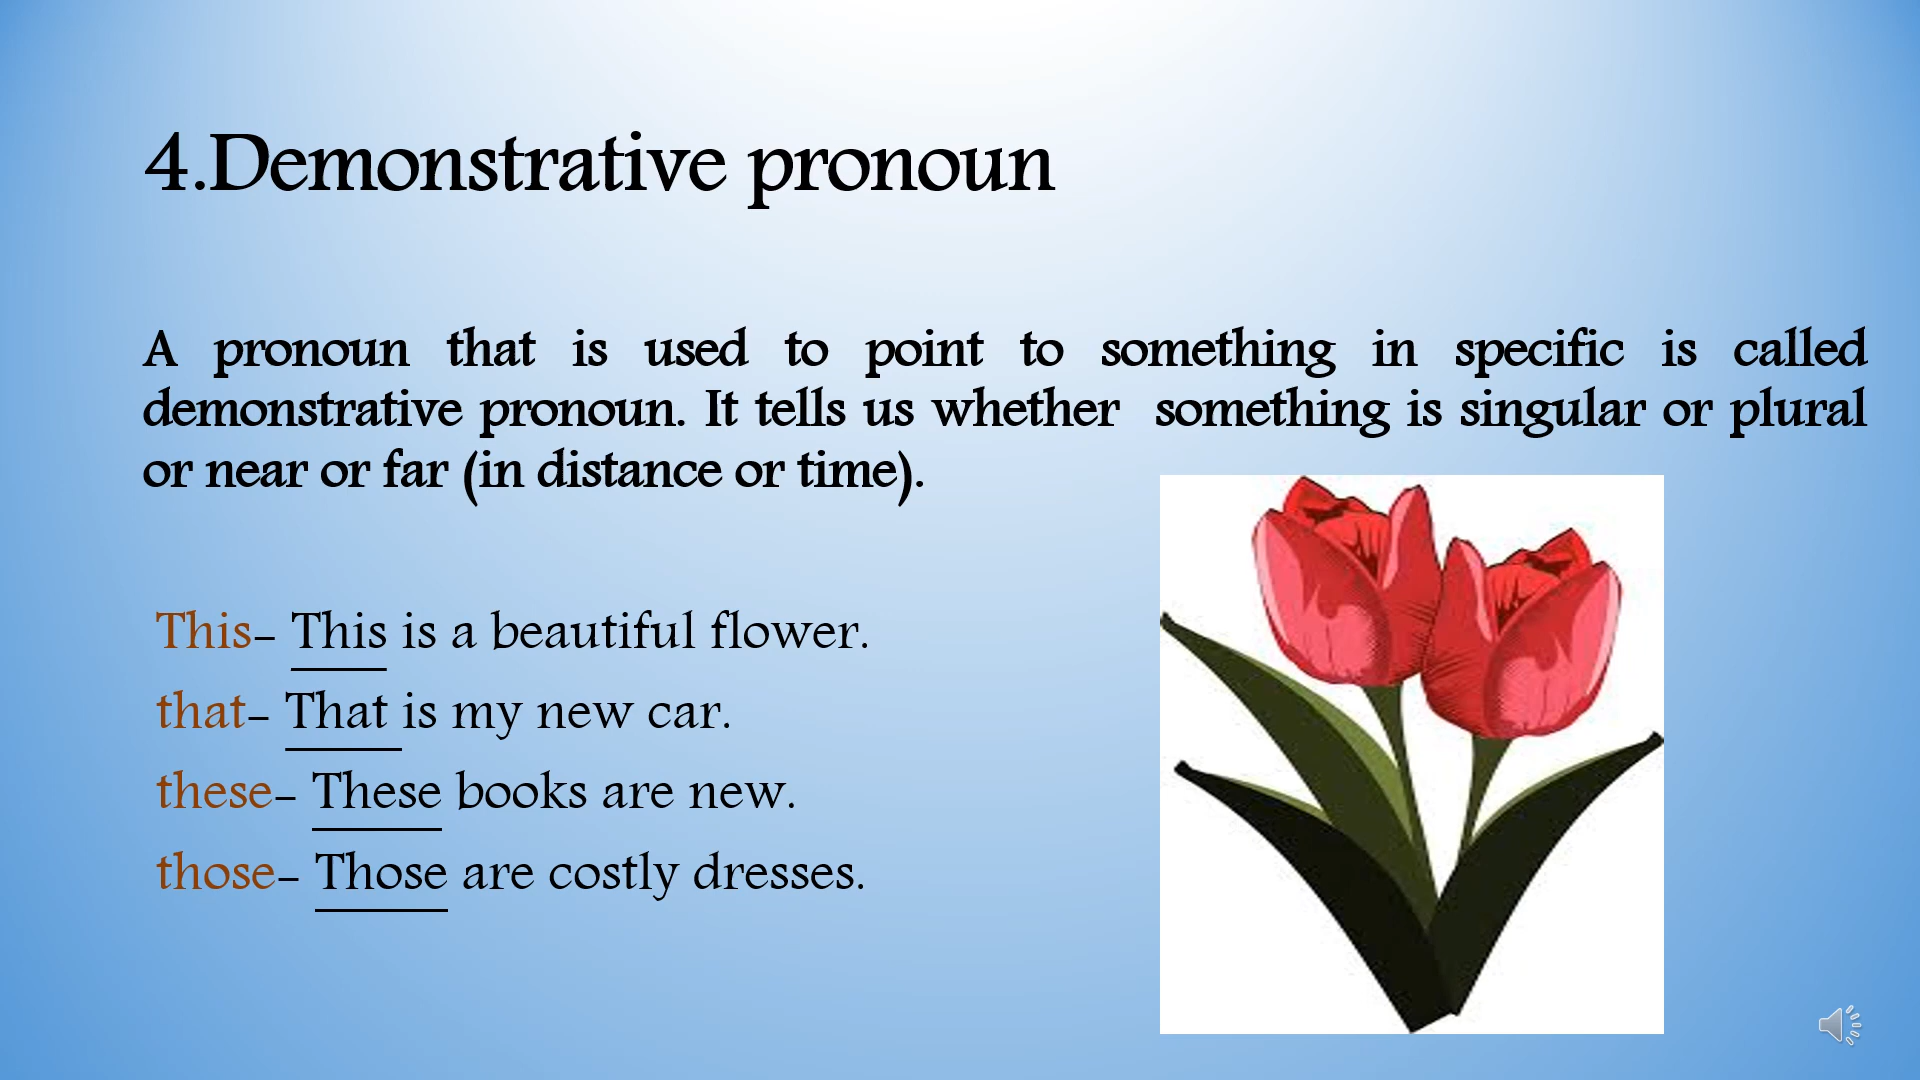 4.Demonstrative pronoun
A pronoun that is used to point to something in specific is called
demonstrative pronoun. It tells us whether  something is singular or plural
or near or far (in distance or time).
This– This is a beautiful flower.
that– That is my new car.
these– These books are new.
those– Those are costly dresses.